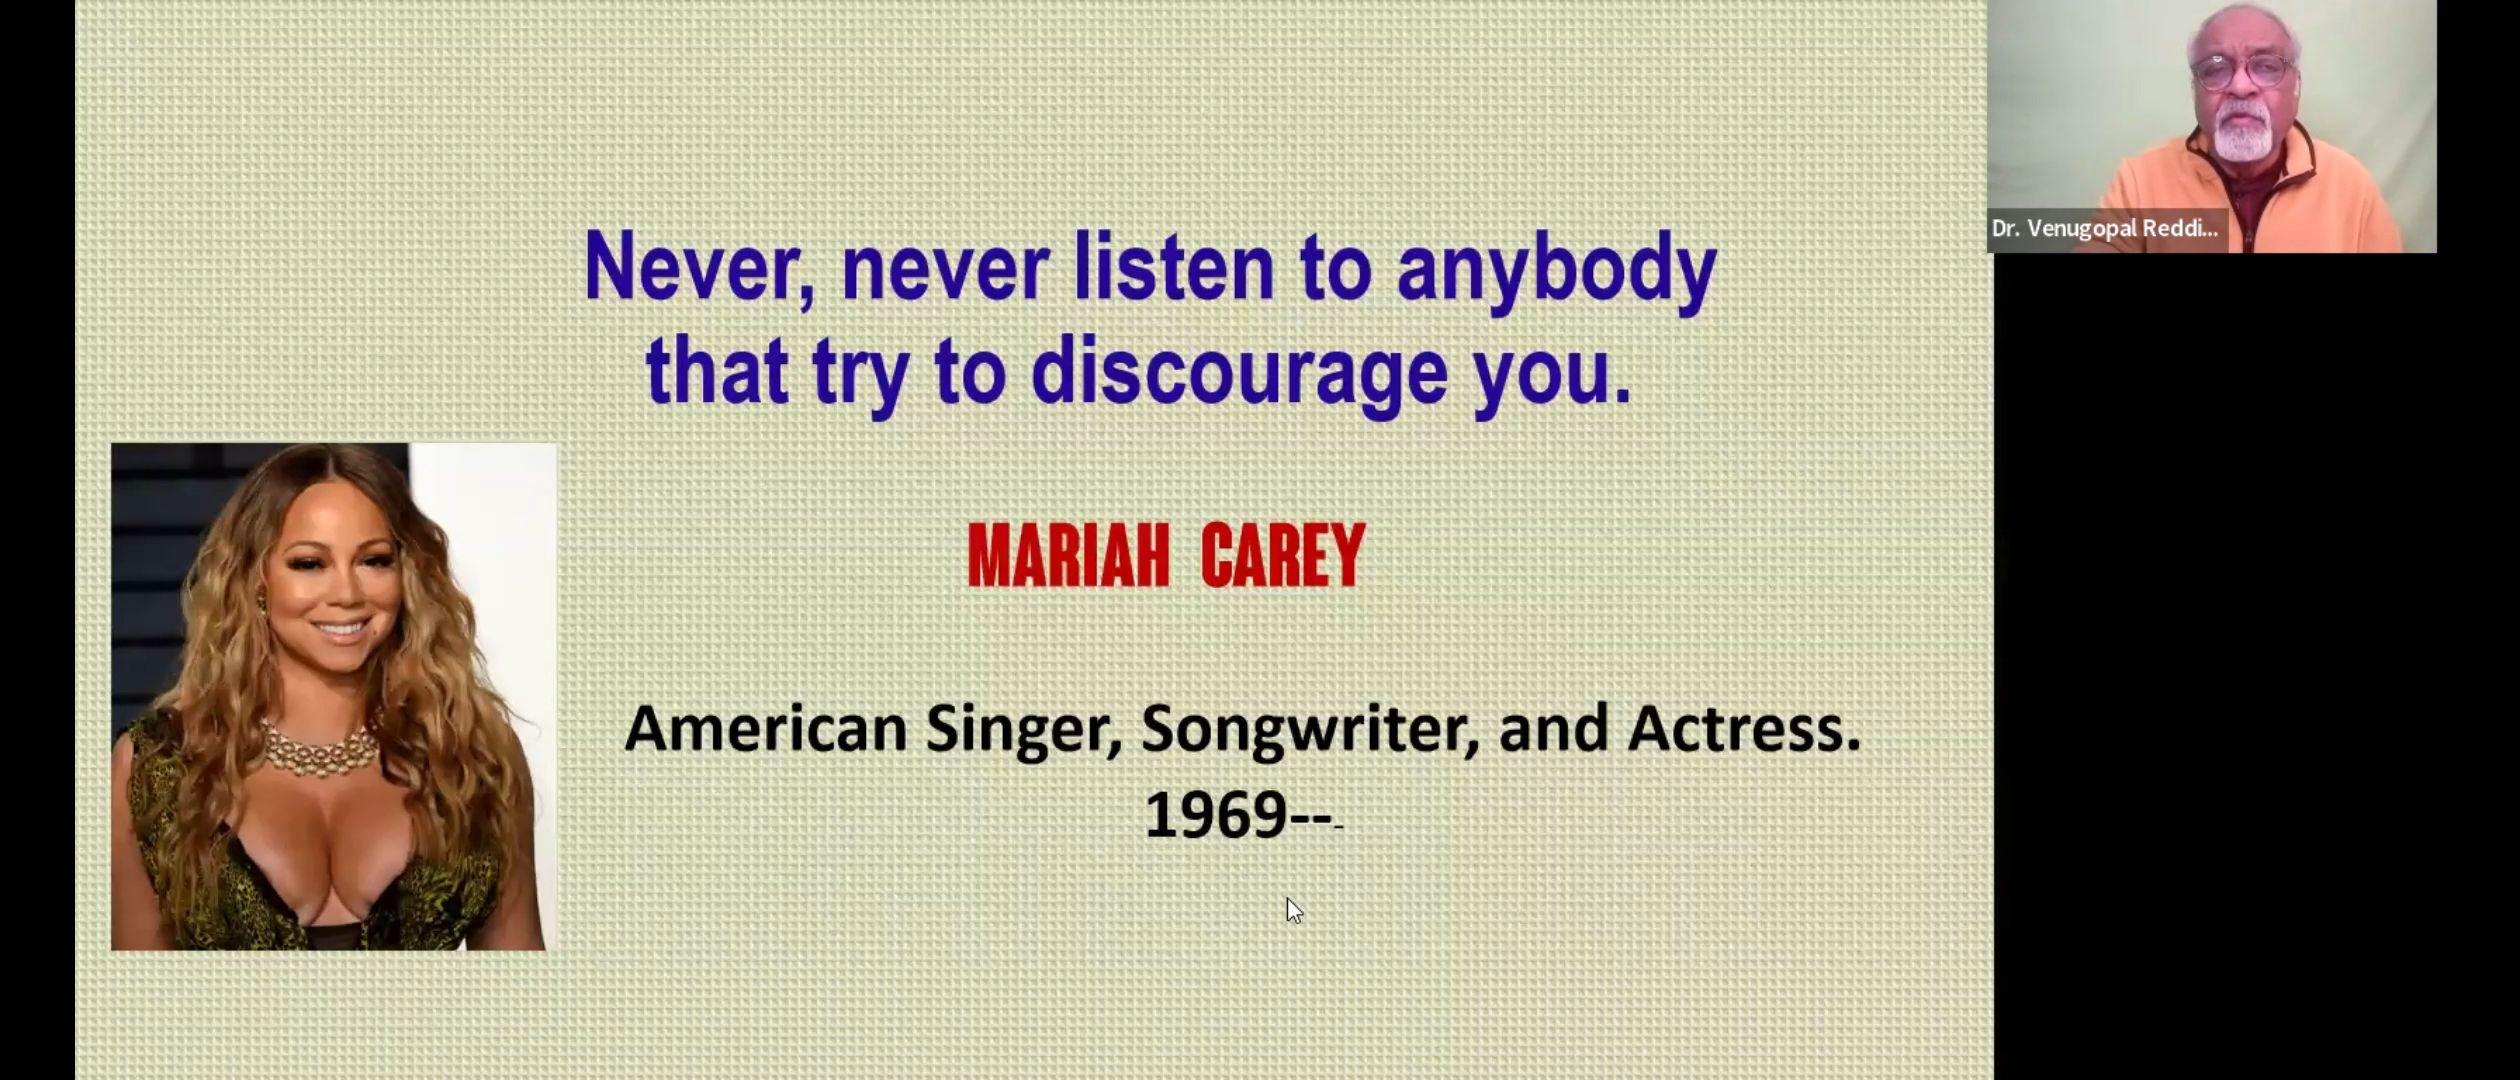 Never, never listen to anybody
that try to discourage you.
MARIAH CAREY
American Singer, Songwriter, and Actress.
1969---
Dr. Venugopal Reddi...